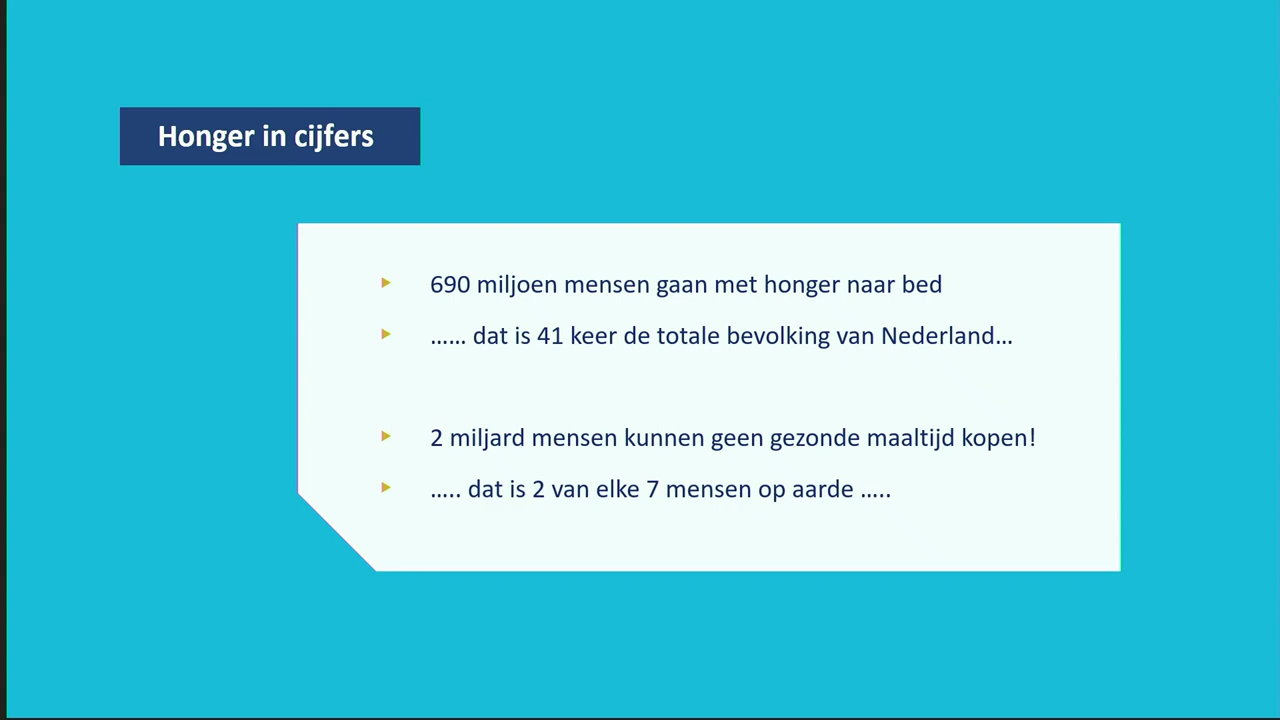 Honger in cijfers
690 miljoen mensen gaan met honger naar bed
…… dat is 41 keer de totale bevolking van Nederland…
2 miljard mensen kunnen geen gezonde maaltijd kopen!
….. dat is 2 van elke 7 mensen op aarde …..